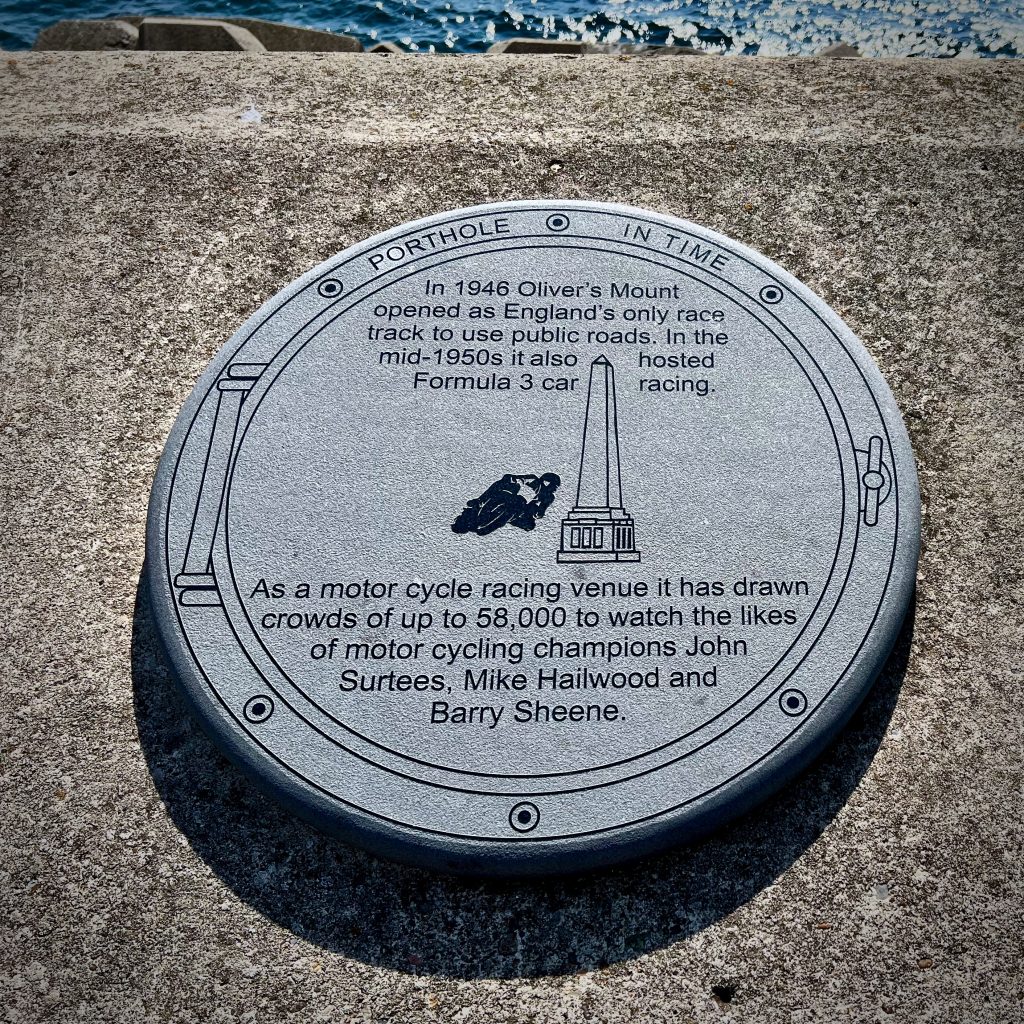 PORTHOLE IN TIME
In 1946 Oliver's Mount
opened as England's only race
track to use public roads. In the
mid-1950s it also hosted
Formula 3 car racing.
As a motor cycle racing venue it has drawn
crowds of up to 58,000 to watch the likes
of motor cycling champions John
Surtees, Mike Hailwood and
Barry Sheene.